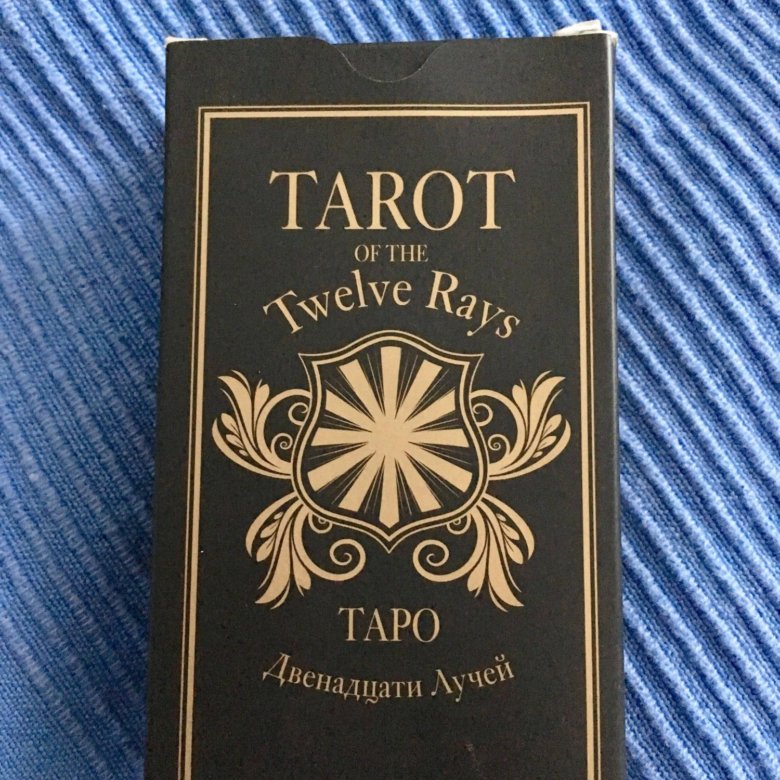 TAROT
OF THE
Twelve Rays
ТАРО
Двенадцати Лучей